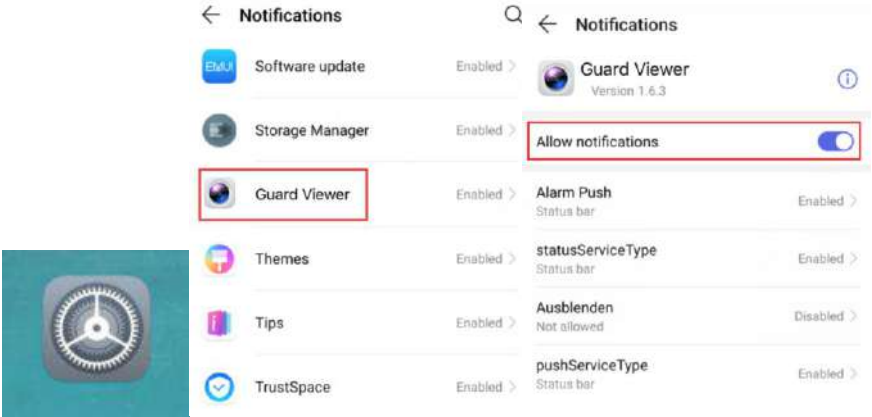 Notifications
EMUI
Software update
Enabled
Storage Manager
Enabled
Guard Viewer
Enabled
Themes
Enabled
Tips
Enabled
TrustSpace
Enabled
Notifications
Guard Viewer
Version 1.6.3
Allow notifications
Alarm Push
Status bar
Enabled
statusServiceType
Status bar
Enabled
Ausblenden
Not allowed
Disabled
pushServiceType
Status bar
Enabled